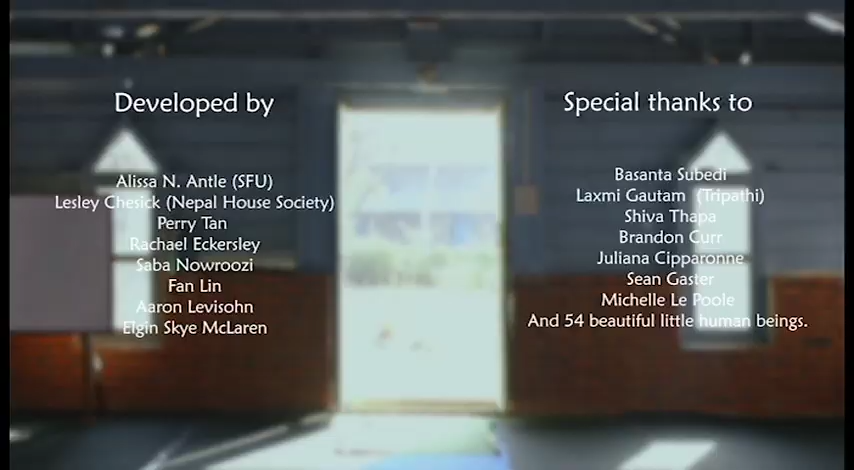 Developed by
Alissa N. Antle (SFU)
Lesley Chesick (Nepal House Society)
Perry Tan
Rachael Eckersley
Saba Nowroozi
Fan Lin
Aaron Levisohn
Elgin Skye McLaren
Special thanks to
Basanta Subedi
Laxmi Gautam (Tripathi)
Shiva Thapa
Brandon Curr
Juliana Cipparonne
Sean Gaster
Michelle Le Poole
And 54 beautiful little human beings.